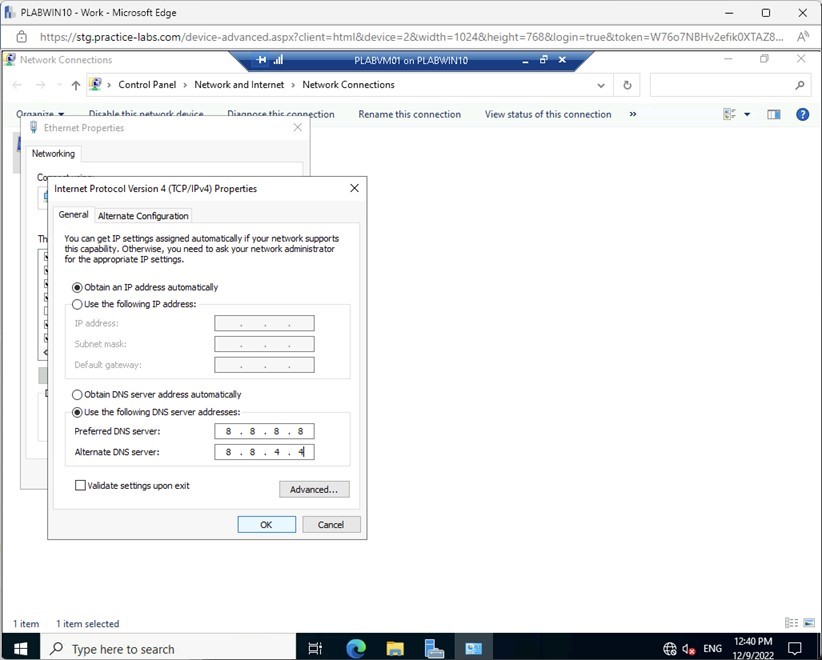 PLABWIN10 - Work - Microsoft Edge
https://stg.practice-labs.com/device-advanced.aspx?client=html&device=2&width=1024&height=768&login=true&token=W76o7NBHv2efik0XTAZ8...
Network Connections
PLABVM01 on PLABWIN10
Control Panel > Network and Internet > Network Connections
Organize Disable this network device Diagnose this connection Rename this connection View status of this connection »
Ethernet Properties
Networking
Internet Protocol Version 4 (TCP/IPv4) Properties
General Alternate Configuration
You can get IP settings assigned automatically if your network supports
this capability. Otherwise, you need to ask your network administrator
for the appropriate IP settings.
Obtain an IP address automatically
Use the following IP address:
IP address: . . .
Subnet mask: . . .
Default gateway: . . .
Obtain DNS server address automatically
Use the following DNS server addresses:
Preferred DNS server: 8 . 8 . 8 . 8
Alternate DNS server: 8 . 8 . 4 . 4
Validate settings upon exit
Advanced...
OK Cancel
1 item 1 item selected
Type here to search
ENG
12:40 PM
12/9/2022